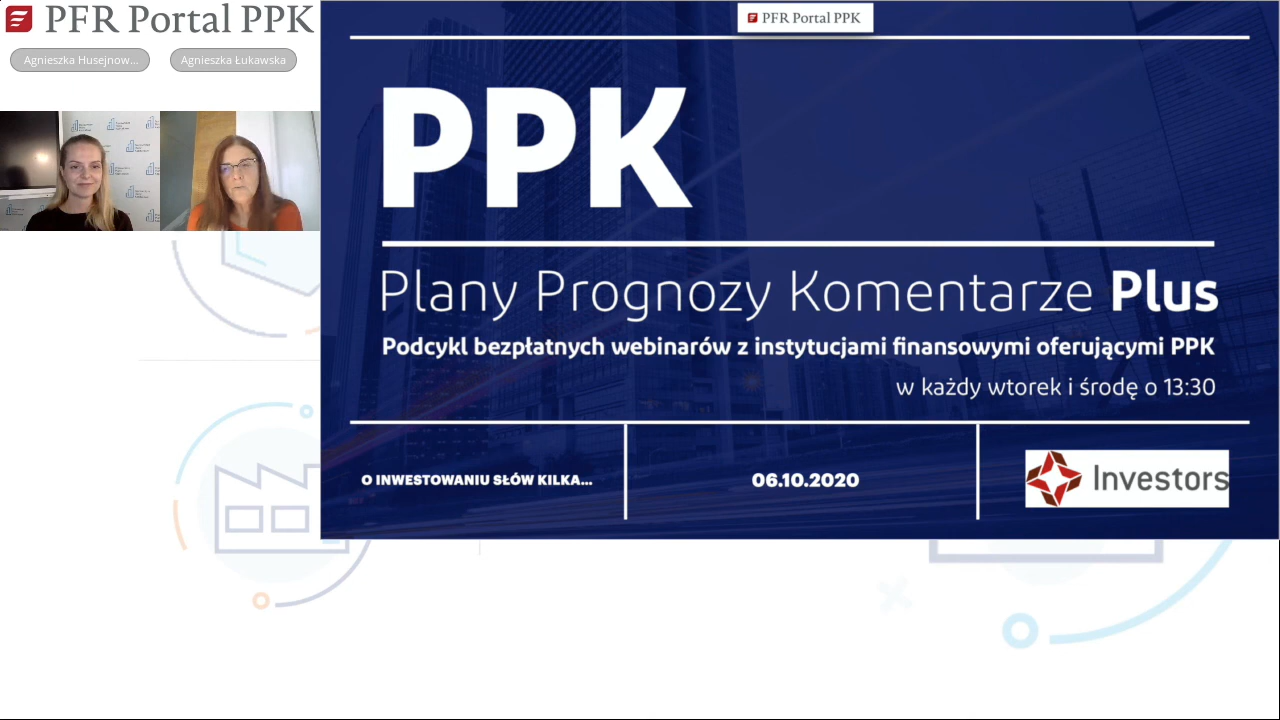 PFR Portal PPK
Agnieszka Husejnow...
Agnieszka Łukawska
PFR Portal PPK
PPK
Plany Prognozy Komentarze Plus
Podcykl bezpłatnych webinarów z instytucjami finansowymi oferującymi PPK
w każdy wtorek i środę o 13:30
O INWESTOWANIU SŁÓW KILKA...
06.10.2020
Investors